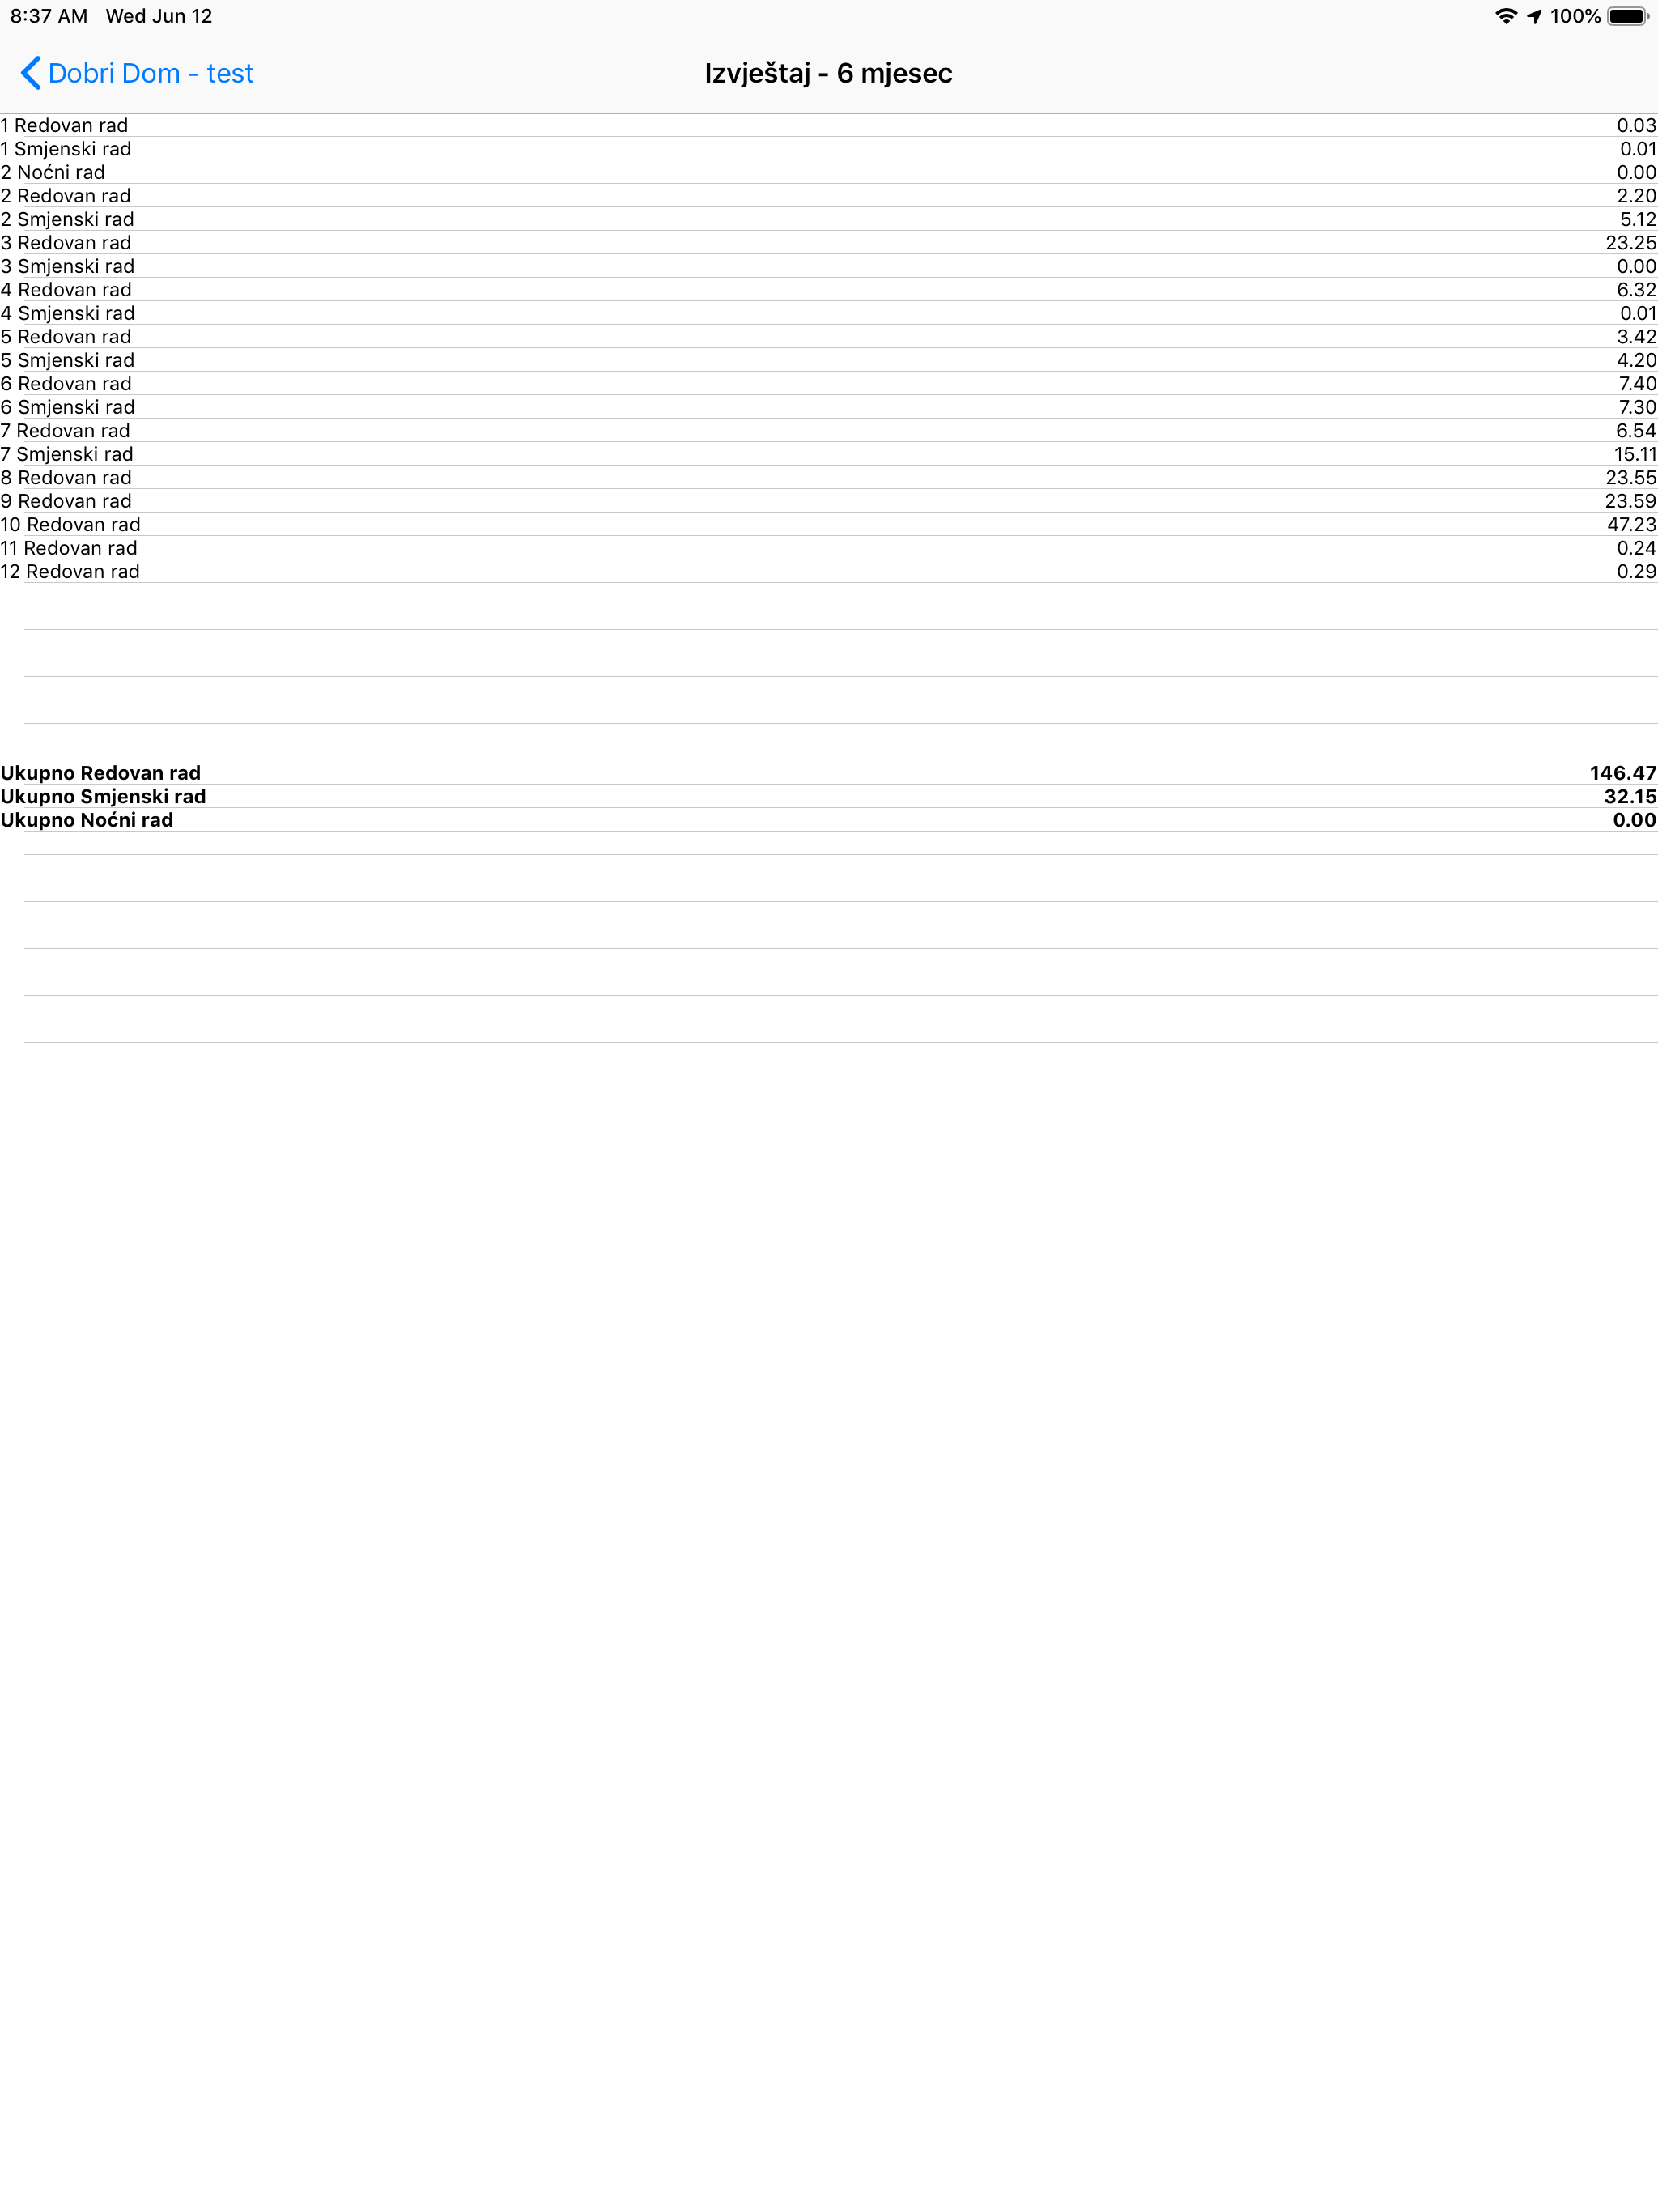 8:37 AM Wed Jun 12 100%
Dobri Dom - test Izvještaj - 6 mjesec
1 Redovan rad 0.03
1 Smjenski rad 0.01
2 Noćni rad 0.00
2 Redovan rad 2.20
2 Smjenski rad 5.12
3 Redovan rad 23.25
3 Smjenski rad 0.00
4 Redovan rad 6.32
4 Smjenski rad 0.01
5 Redovan rad 3.42
5 Smjenski rad 4.20
6 Redovan rad 7.40
6 Smjenski rad 7.30
7 Redovan rad 6.54
7 Smjenski rad 15.11
8 Redovan rad 23.55
9 Redovan rad 23.59
10 Redovan rad 47.23
11 Redovan rad 0.24
12 Redovan rad 0.29
Ukupno Redovan rad 146.47
Ukupno Smjenski rad 32.15
Ukupno Noćni rad 0.00